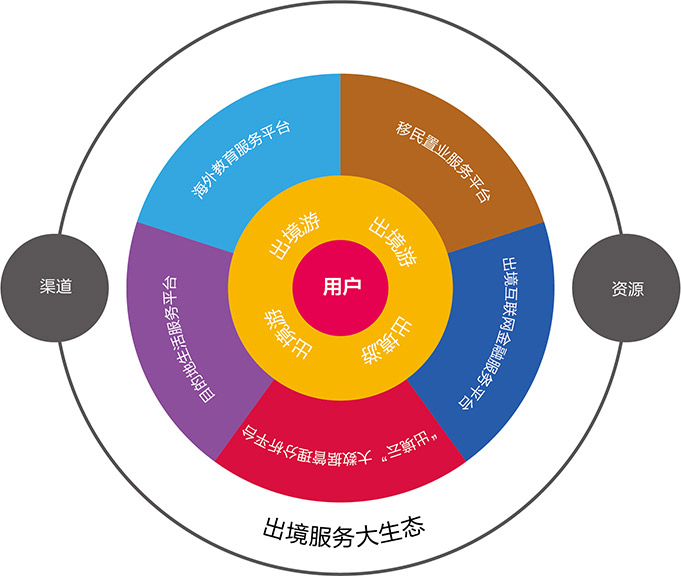 海外教育服务平台
移民置业服务平台
出境游
出境游
渠道
用户
资源
目的地生活服务平台
出境互联网金融服务平台
出境游
出境游
“出境云”大数据管理分析平台
出境服务大生态